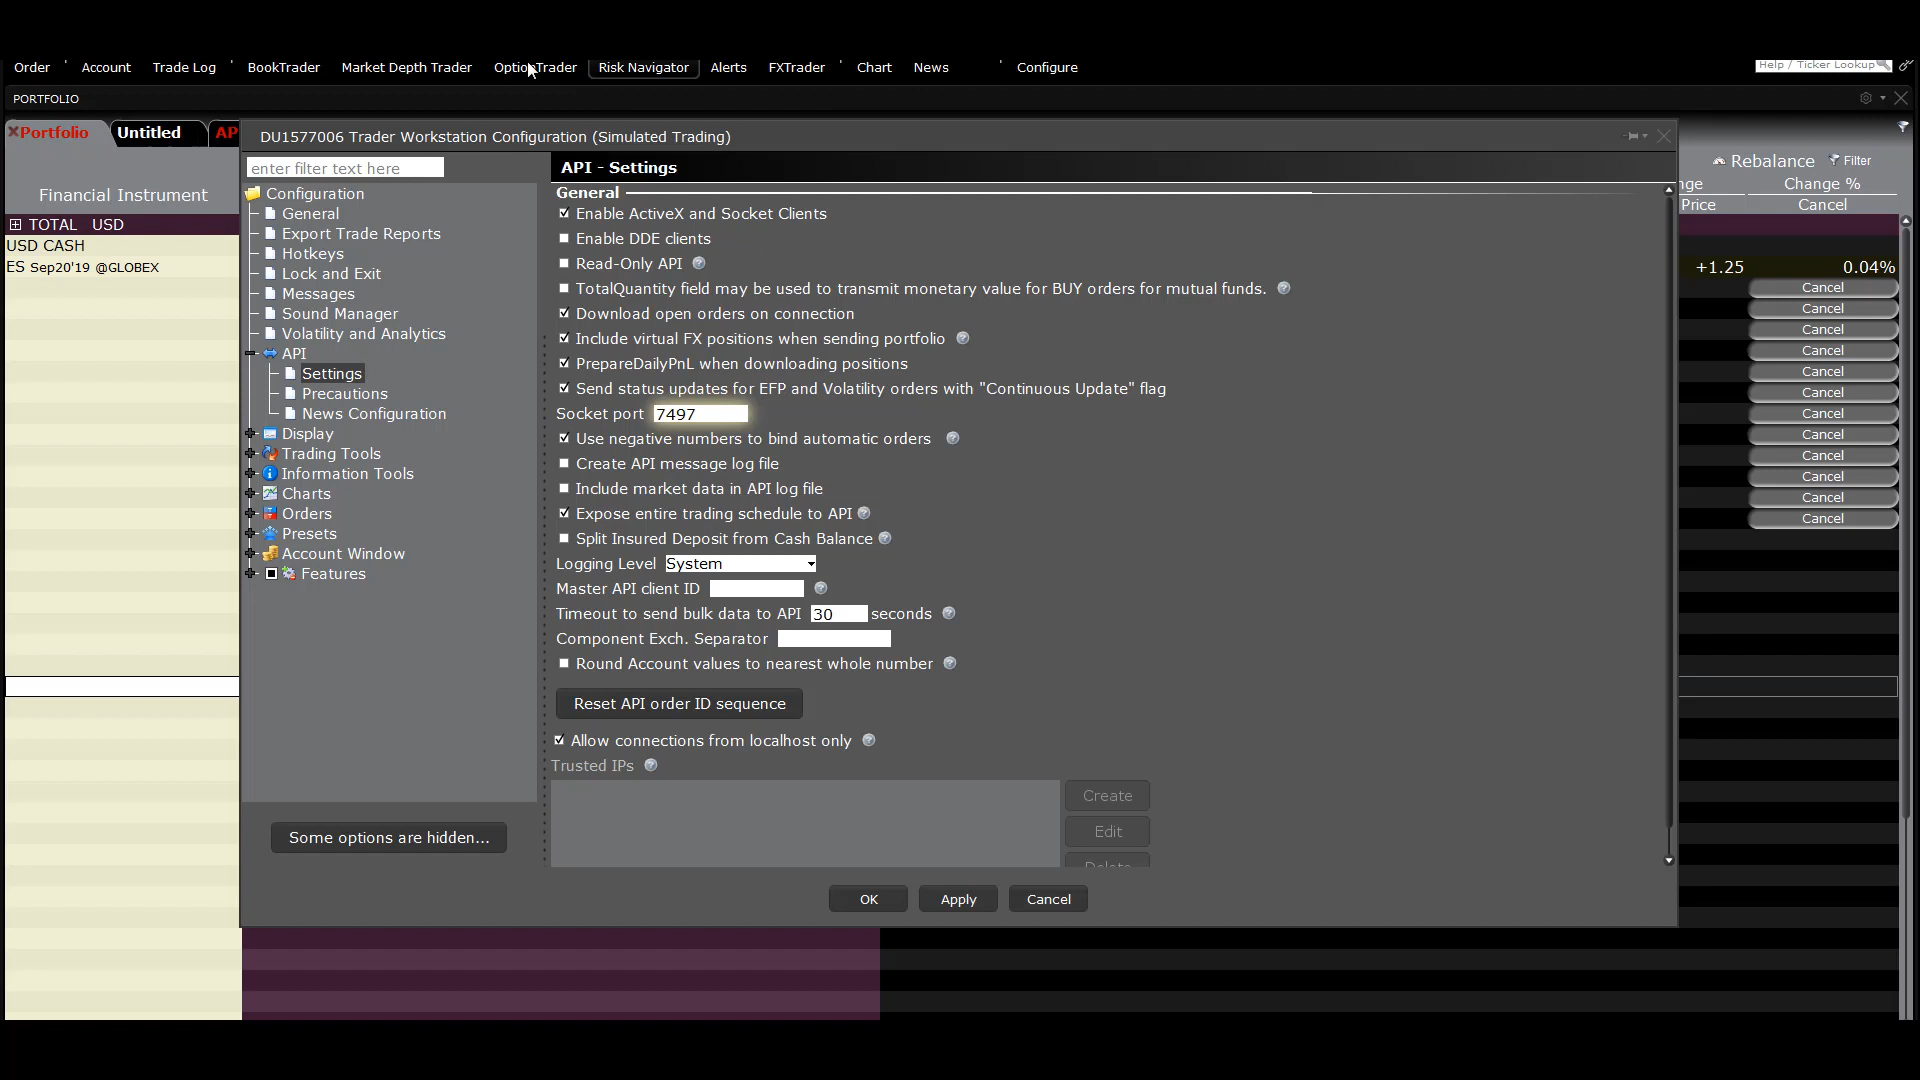 Order Account Trade Log BookTrader Market Depth Trader OptionTrader Risk Navigator Alerts FXTrader Chart News Configure Help / Ticker Lookup
PORTFOLIO
Portfolio Untitled AP
DU1577006 Trader Workstation Configuration (Simulated Trading)
enter filter text here
API - Settings
Rebalance Filter
Financial Instrument
nge Change %
Price Cancel
Configuration
General
Export Trade Reports
Hotkeys
Lock and Exit
Messages
Sound Manager
Volatility and Analytics
API
Settings
Precautions
News Configuration
Display
Trading Tools
Information Tools
Charts
Orders
Presets
Account Window
Features
Some options are hidden...
General
Enable ActiveX and Socket Clients
Enable DDE clients
Read-Only API
TotalQuantity field may be used to transmit monetary value for BUY orders for mutual funds.
Download open orders on connection
Include virtual FX positions when sending portfolio
PrepareDailyPnL when downloading positions
Send status updates for EFP and Volatility orders with "Continuous Update" flag
Socket port 7497
Use negative numbers to bind automatic orders
Create API message log file
Include market data in API log file
Expose entire trading schedule to API
Split Insured Deposit from Cash Balance
Logging Level System
Master API client ID
Timeout to send bulk data to API 30 seconds
Component Exch. Separator
Round Account values to nearest whole number
Reset API order ID sequence
Allow connections from localhost only
Trusted IPs
Create
Edit
Delete
OK Apply Cancel
TOTAL USD
USD CASH
ES Sep20'19 @GLOBEX
+1.25 0.04%
Cancel
Cancel
Cancel
Cancel
Cancel
Cancel
Cancel
Cancel
Cancel
Cancel
Cancel
Cancel